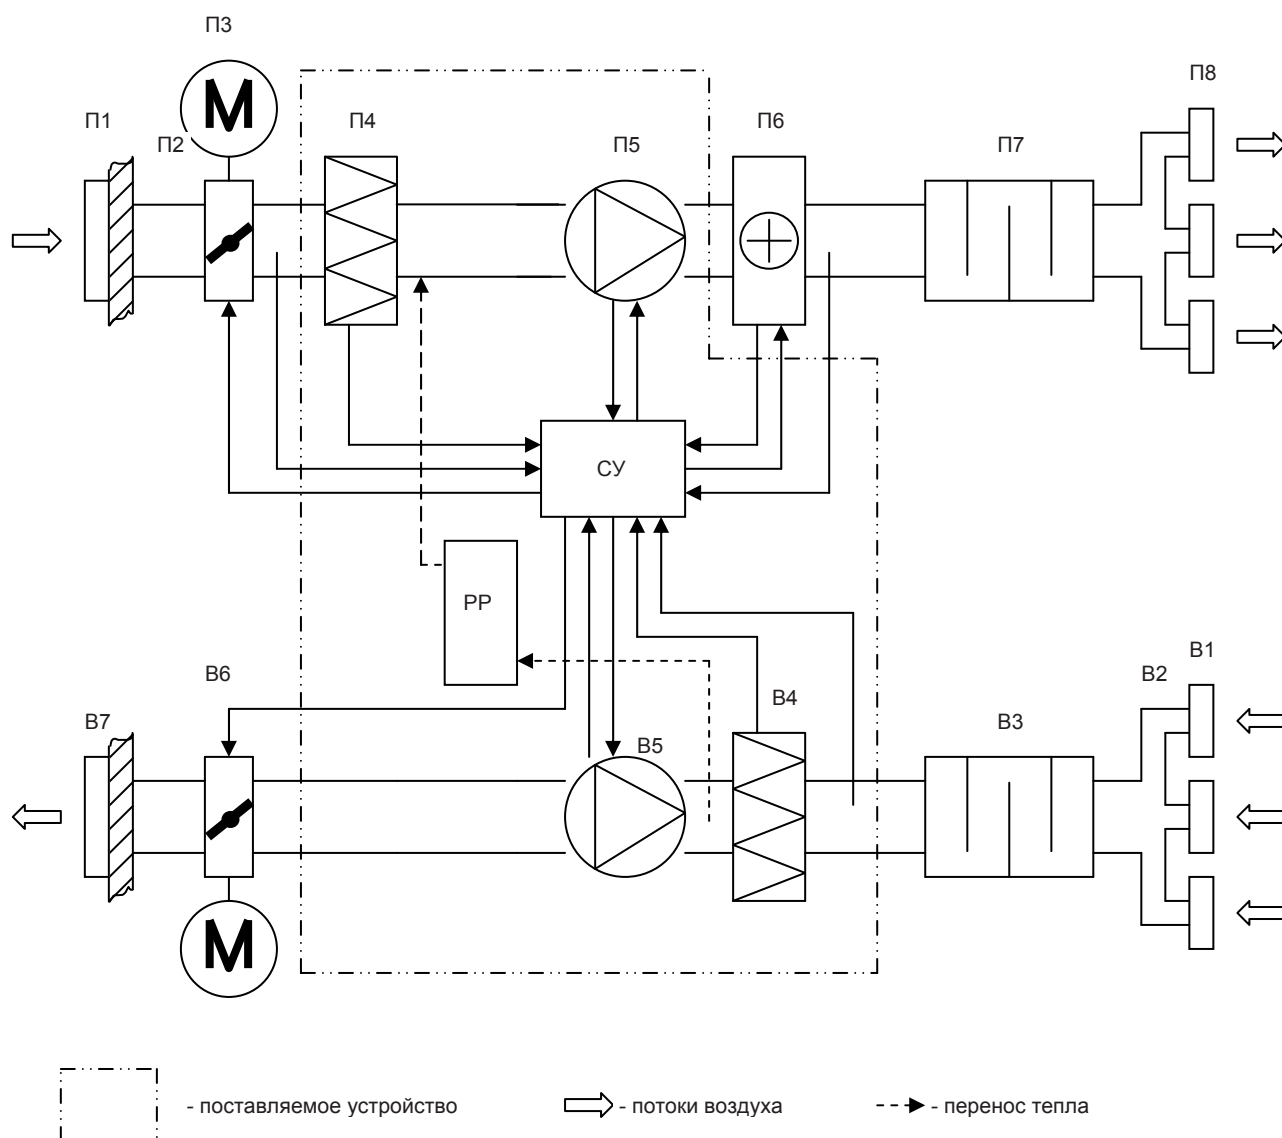 П3
П8
П1
П2
П4
П5
П6
П7
M
СУ
РР
В1
В2
В6
В4
В7
В3
В5
M
- поставляемое устройство
- потоки воздуха
- перенос тепла